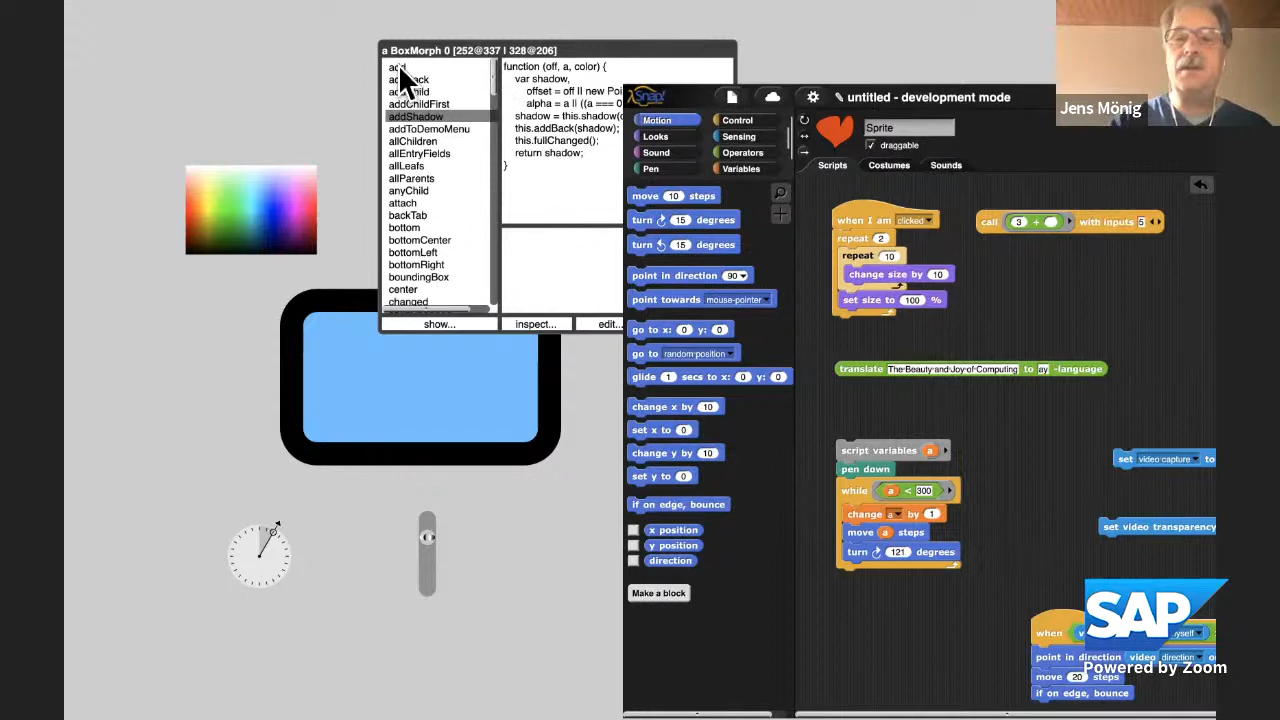 a BoxMorph 0 [252@337 | 328@206]
addChildFirst
addShadow
addToDemoMenu
allChildren
allEntryFields
allLeafs
allParents
anyChild
attach
backTab
bottom
bottomCenter
bottomLeft
bottomRight
boundingBox
center
changed
function (off, a, color) {
var shadow,
offset = off || new
alpha = a || ((a ===
shadow = this.shadow(
this.addBack(shadow);
this.fullChanged();
return shadow;
}
show...
inspect...
edit...
Snap!
untitled - development mode
Motion
Control
Looks
Sensing
Sound
Operators
Pen
Variables
Sprite
draggable
Scripts
Costumes
Sounds
move 10 steps
turn 15 degrees
turn 15 degrees
point in direction 90
point towards mouse-pointer
go to x: 0 y: 0
go to random position
glide 1 secs to x: 0 y: 0
change x by 10
set x to 0
change y by 10
set y to 0
if on edge, bounce
x position
y position
direction
Make a block
when I am clicked
repeat 2
repeat 10
change size by 10
set size to 100 %
call 3 + with inputs 5
translate The Beauty and Joy of Computing to ay -language
script variables a
pen down
while a < 300
change a by 1
move a steps
turn 121 degrees
set video capture to
set video transparency
when
point in direction video direction
move 20 steps
if on edge, bounce
Jens Mönig
SAP
Powered by Zoom